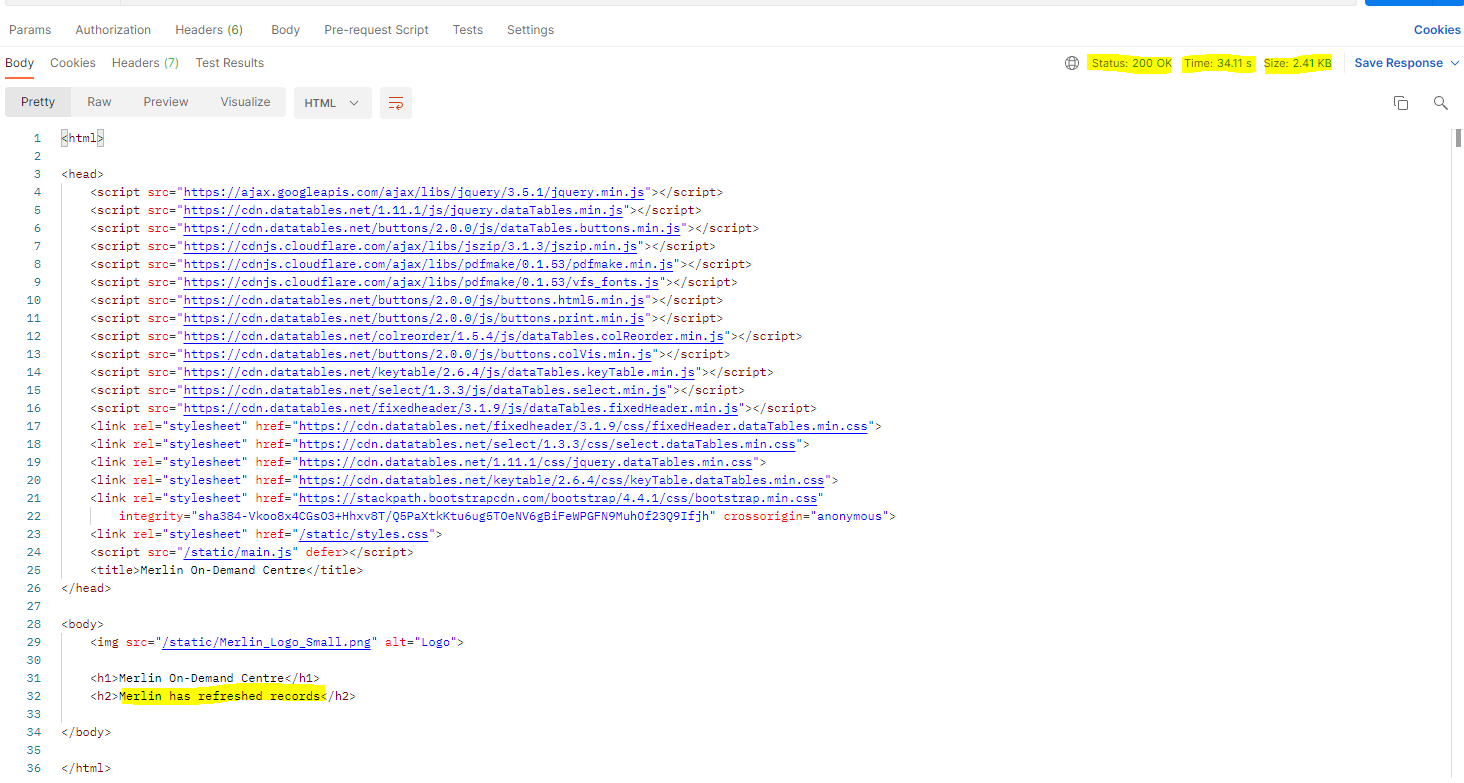 Params Authorization Headers (6) Body Pre-request Script Tests Settings Cookies
Body Cookies Headers (7) Test Results Status: 200 OK Time: 34.11 s Size: 2.41 KB Save Response
Pretty Raw Preview Visualize HTML
1 <html>
2
3 <head>
4 <script src="https://ajax.googleapis.com/ajax/libs/jquery/3.5.1/jquery.min.js"></script>
5 <script src="https://cdn.datatables.net/1.11.1/js/jquery.dataTables.min.js"></script>
6 <script src="https://cdn.datatables.net/buttons/2.0.0/js/dataTables.buttons.min.js"></script>
7 <script src="https://cdnjs.cloudflare.com/ajax/libs/jszip/3.1.3/jszip.min.js"></script>
8 <script src="https://cdnjs.cloudflare.com/ajax/libs/pdfmake/0.1.53/pdfmake.min.js"></script>
9 <script src="https://cdnjs.cloudflare.com/ajax/libs/pdfmake/0.1.53/vfs_fonts.js"></script>
10 <script src="https://cdn.datatables.net/buttons/2.0.0/js/buttons.html5.min.js"></script>
11 <script src="https://cdn.datatables.net/buttons/2.0.0/js/buttons.print.min.js"></script>
12 <script src="https://cdn.datatables.net/colreorder/1.5.4/js/dataTables.colReorder.min.js"></script>
13 <script src="https://cdn.datatables.net/buttons/2.0.0/js/buttons.colVis.min.js"></script>
14 <script src="https://cdn.datatables.net/keytable/2.6.4/js/dataTables.keyTable.min.js"></script>
15 <script src="https://cdn.datatables.net/select/1.3.3/js/dataTables.select.min.js"></script>
16 <script src="https://cdn.datatables.net/fixedheader/3.1.9/js/dataTables.fixedHeader.min.js"></script>
17 <link rel="stylesheet" href="https://cdn.datatables.net/fixedheader/3.1.9/css/fixedHeader.dataTables.min.css">
18 <link rel="stylesheet" href="https://cdn.datatables.net/select/1.3.3/css/select.dataTables.min.css">
19 <link rel="stylesheet" href="https://cdn.datatables.net/1.11.1/css/jquery.dataTables.min.css">
20 <link rel="stylesheet" href="https://cdn.datatables.net/keytable/2.6.4/css/keyTable.dataTables.min.css">
21 <link rel="stylesheet" href="https://stackpath.bootstrapcdn.com/bootstrap/4.4.1/css/bootstrap.min.css"
22 integrity="sha384-Vkoo8x4CGsO3+Hhxv8T/Q5PaXtkKtu6ug5TOeNV6gBiFeWPGFN9MuhOf23Q9Ifjh" crossorigin="anonymous">
23 <link rel="stylesheet" href="/static/styles.css">
24 <script src="/static/main.js" defer></script>
25 <title>Merlin On-Demand Centre</title>
26 </head>
27
28 <body>
29 <img src="/static/Merlin_Logo_Small.png" alt="Logo">
30
31 <h1>Merlin On-Demand Centre</h1>
32 <h2>Merlin has refreshed records</h2>
33
34 </body>
35
36 </html>